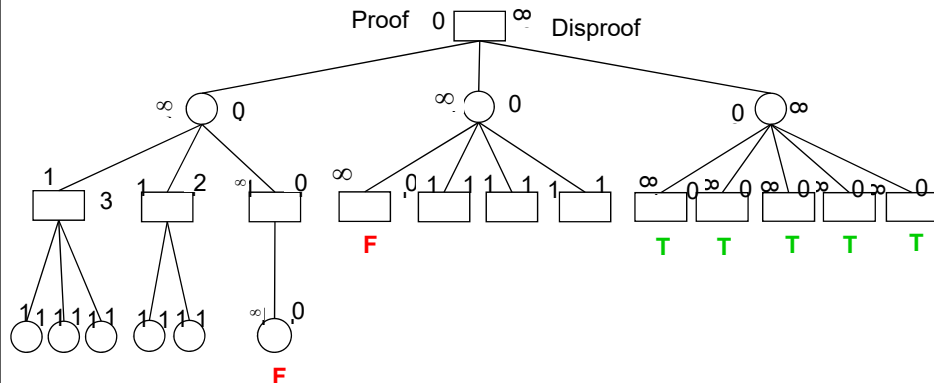 Proof 0 ∞ Disproof
∞ 0 ∞ 0 0 ∞
1 3 1 2 ∞ 0 ∞ 0 1 1 1 1 1 1 ∞ 0 ∞ 0 ∞ 0 ∞ 0 ∞ 0
F T T T T T
1 1 1 1 1 1 1 1 1 1 ∞ 0
F